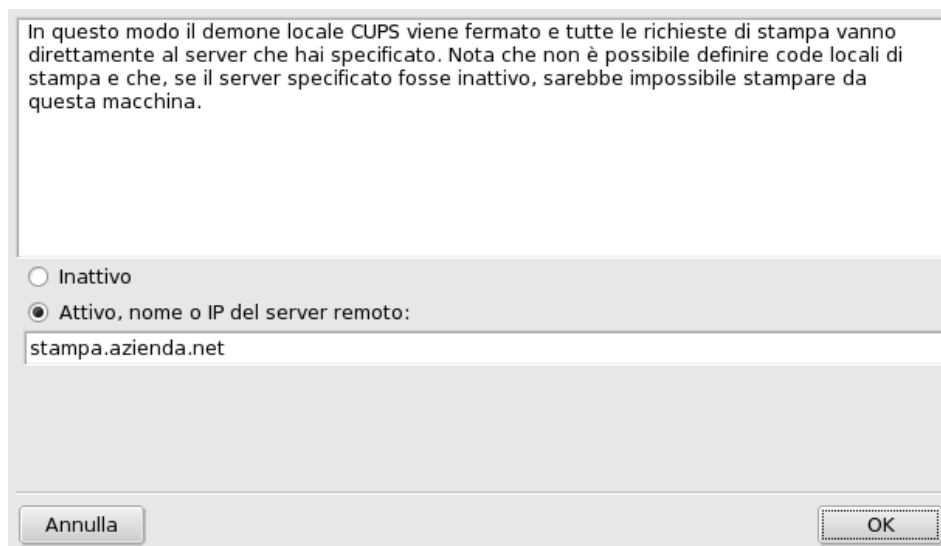 In questo modo il demone locale CUPS viene fermato e tutte le richieste di stampa vanno
direttamente al server che hai specificato. Nota che non è possibile definire code locali di
stampa e che, se il server specificato fosse inattivo, sarebbe impossibile stampare da
questa macchina.
Inattivo
Attivo, nome o IP del server remoto:
stampa.azienda.net
Annulla
OK